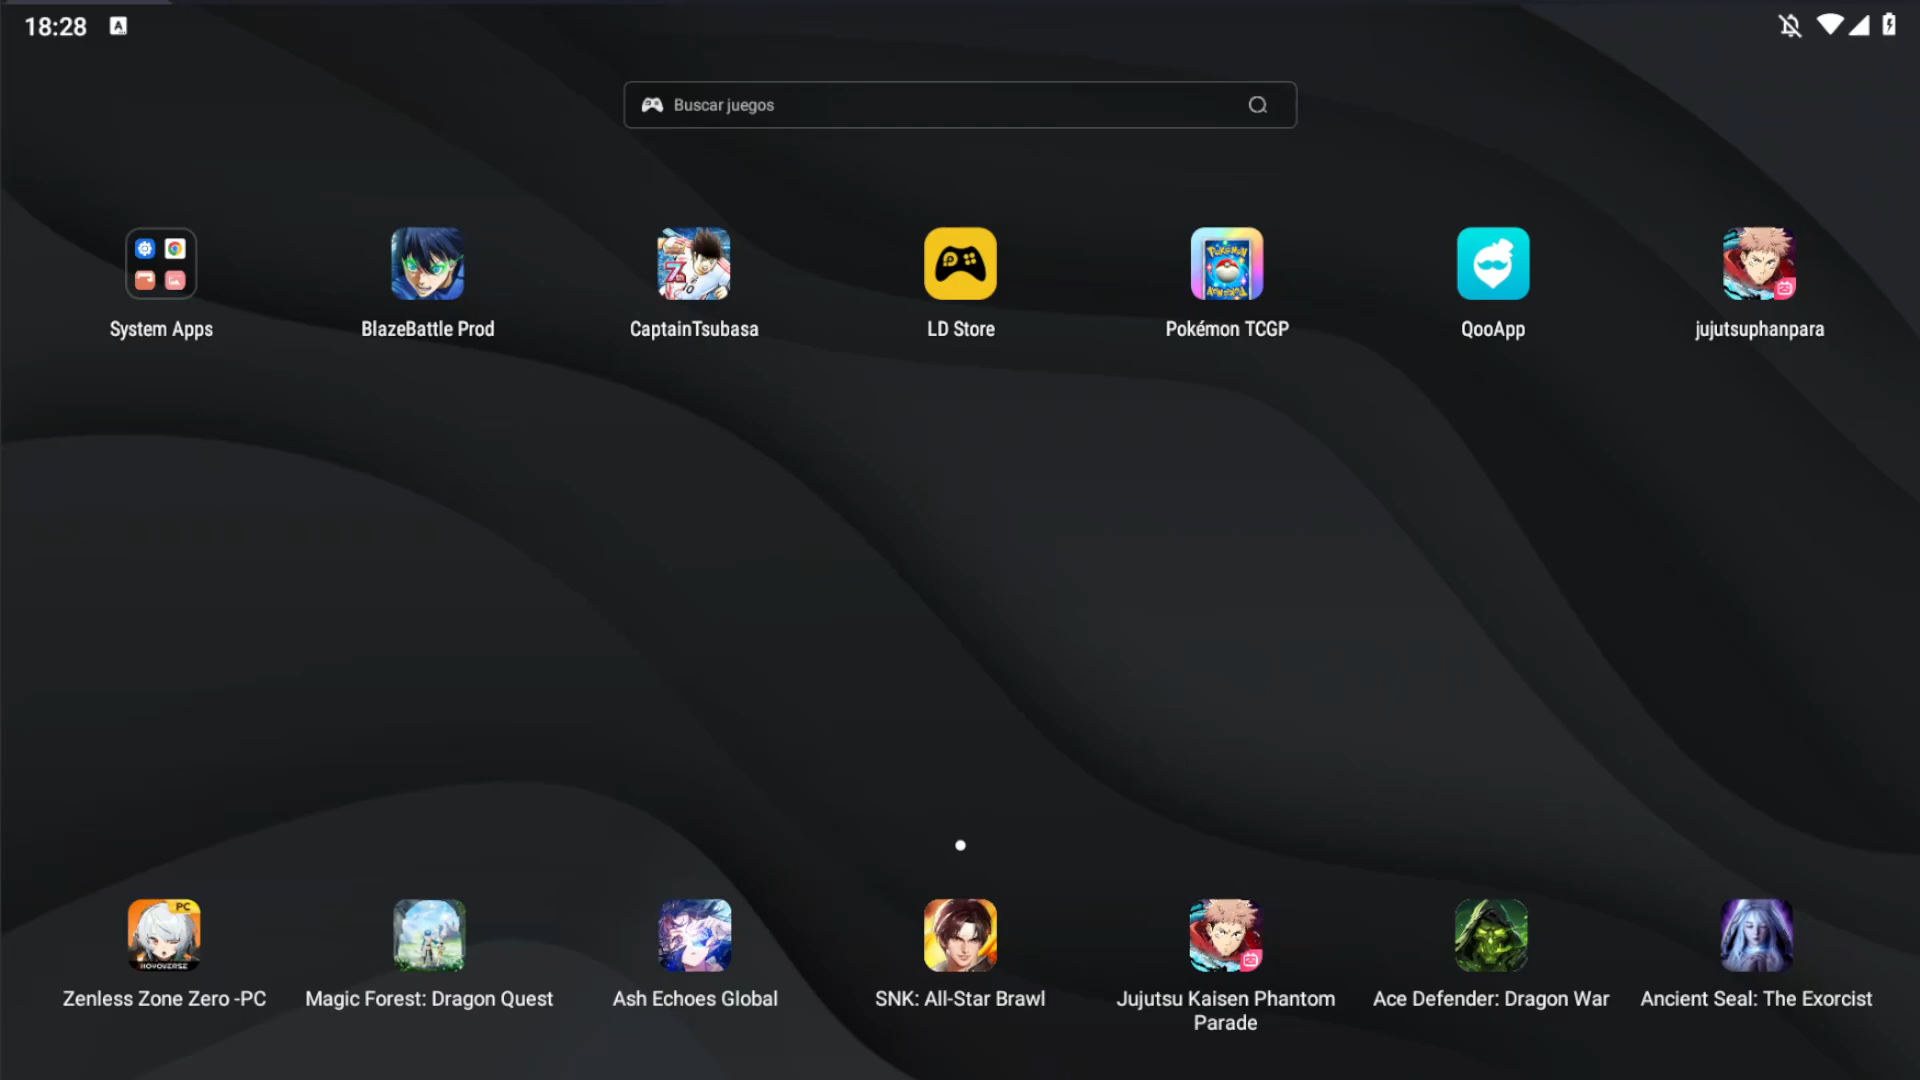 18:28
A
Buscar juegos
System Apps
BlazeBattle Prod
CaptainTsubasa
LD Store
Pokémon TCGP
QooApp
jujutsuphanpara
PC
HOYOVERSE
Zenless Zone Zero -PC
Magic Forest: Dragon Quest
Ash Echoes Global
SNK: All-Star Brawl
Jujutsu Kaisen Phantom
Parade
Ace Defender: Dragon War
Ancient Seal: The Exorcist